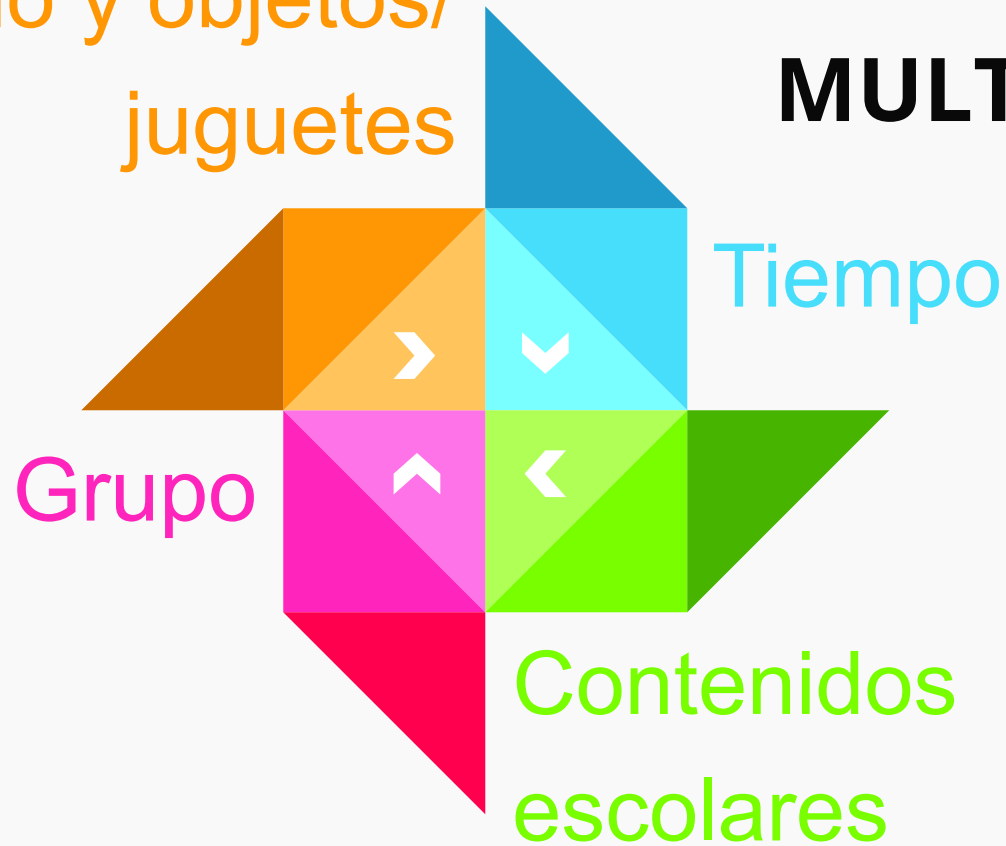 y objetos/
juguetes
MULT
Tiempo
Grupo
Contenidos
escolares